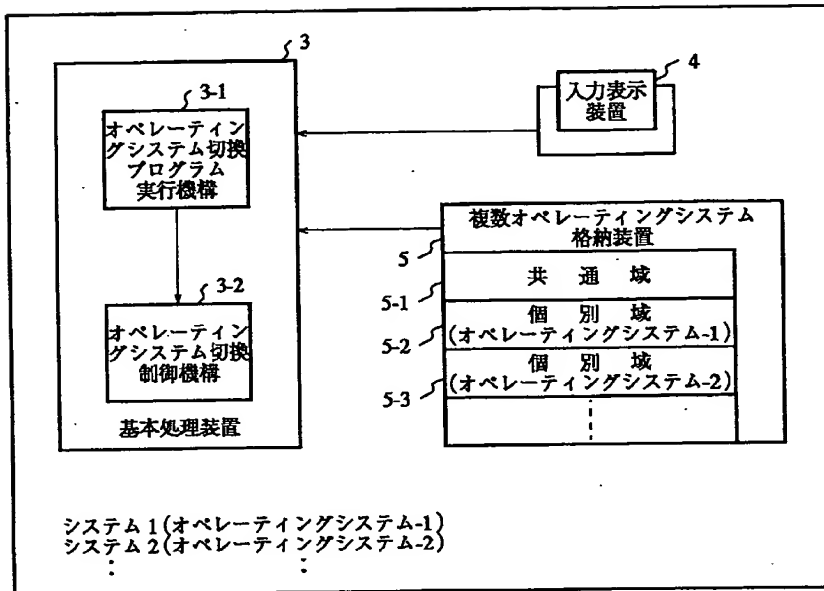 3
3-1
オペレーティン
グシステム切換
プログラム
実行機構
3-2
オペレーティン
グシステム切換
制御機構
基本処理装置
4
入力表示
装置
複数オペレーティングシステム
格納装置
5
共通域
5-1
個別域
(オペレーティングシステム-1)
5-2
個別域
(オペレーティングシステム-2)
5-3
システム1(オペレーティングシステム-1)
システム2(オペレーティングシステム-2)